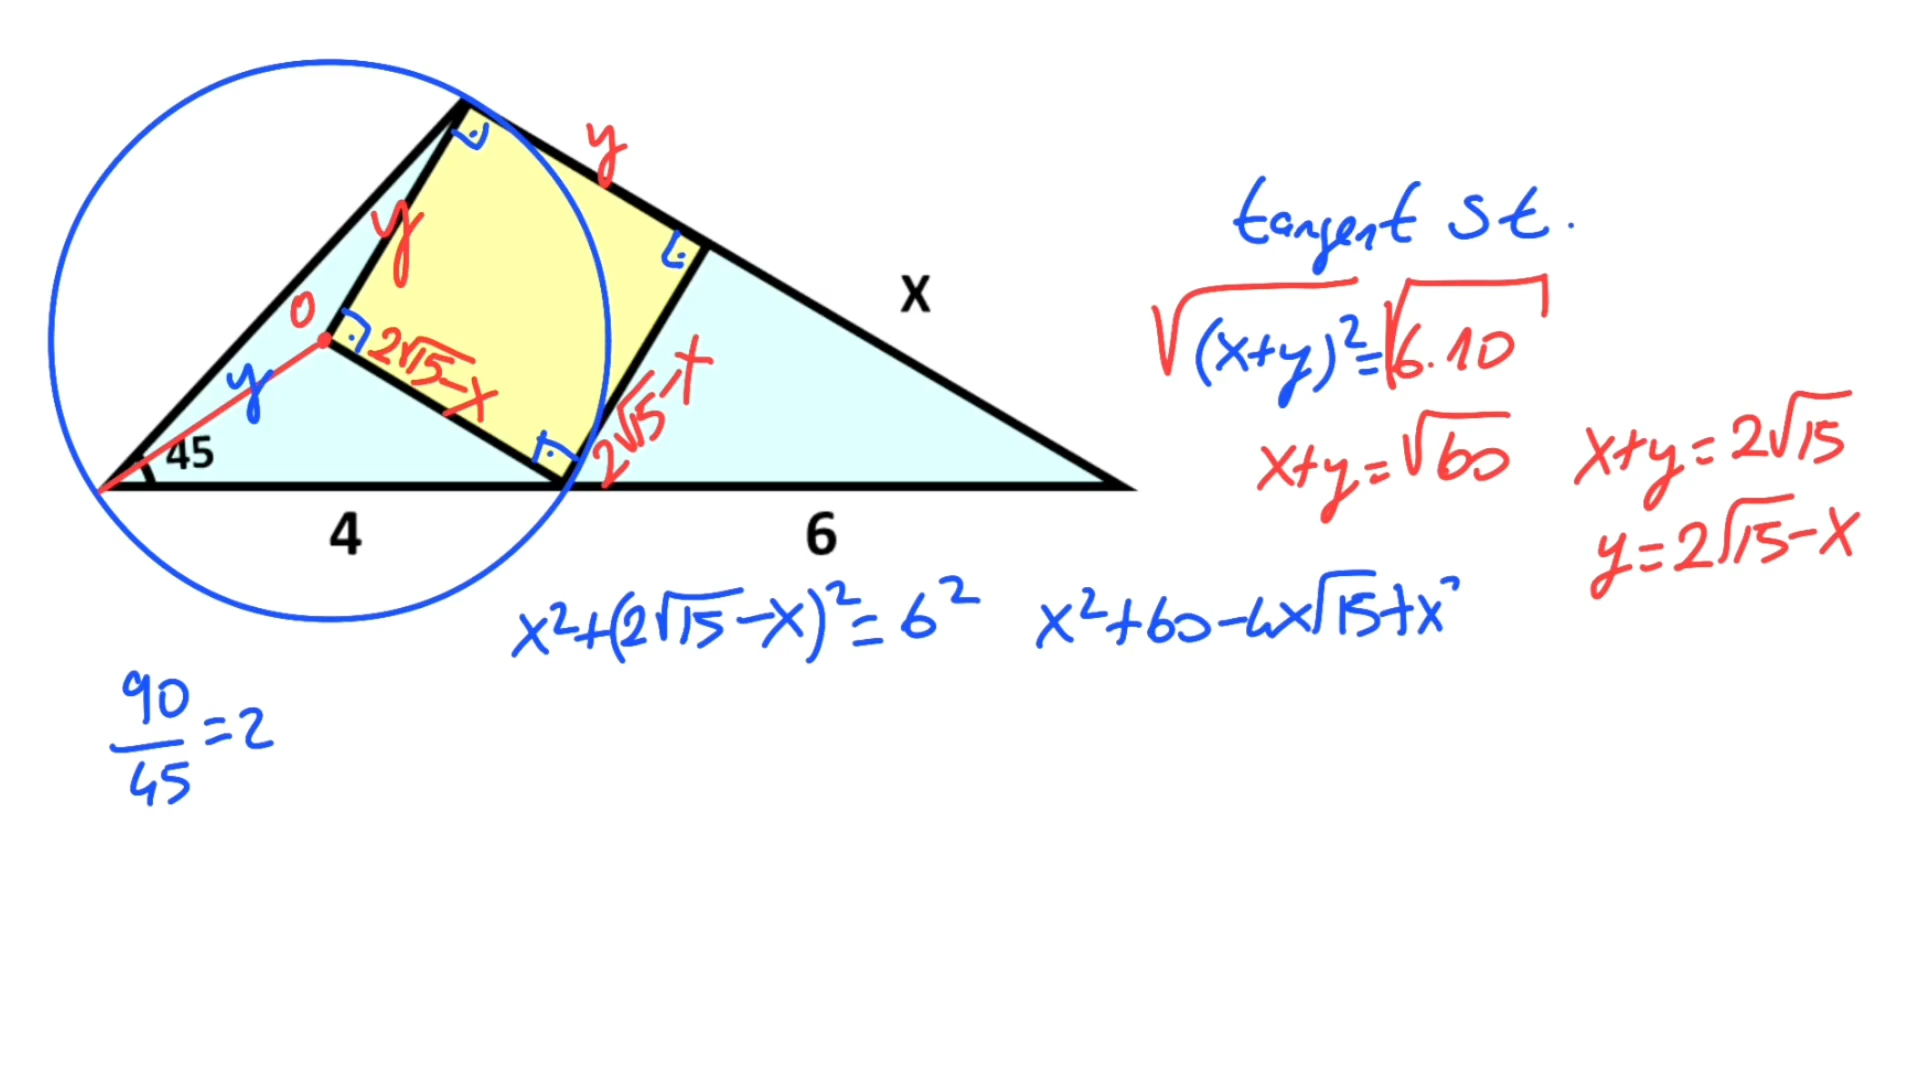 y
tangent st.
y
x
o
(x+y)²=√6.10
2√15-x
y
2√15-x
45
x+y=√60 x+y=2√15
4
6
y=2√15-x
x²+(2√15-x)²=6² x²+60-4x√15+x²
90/45=2